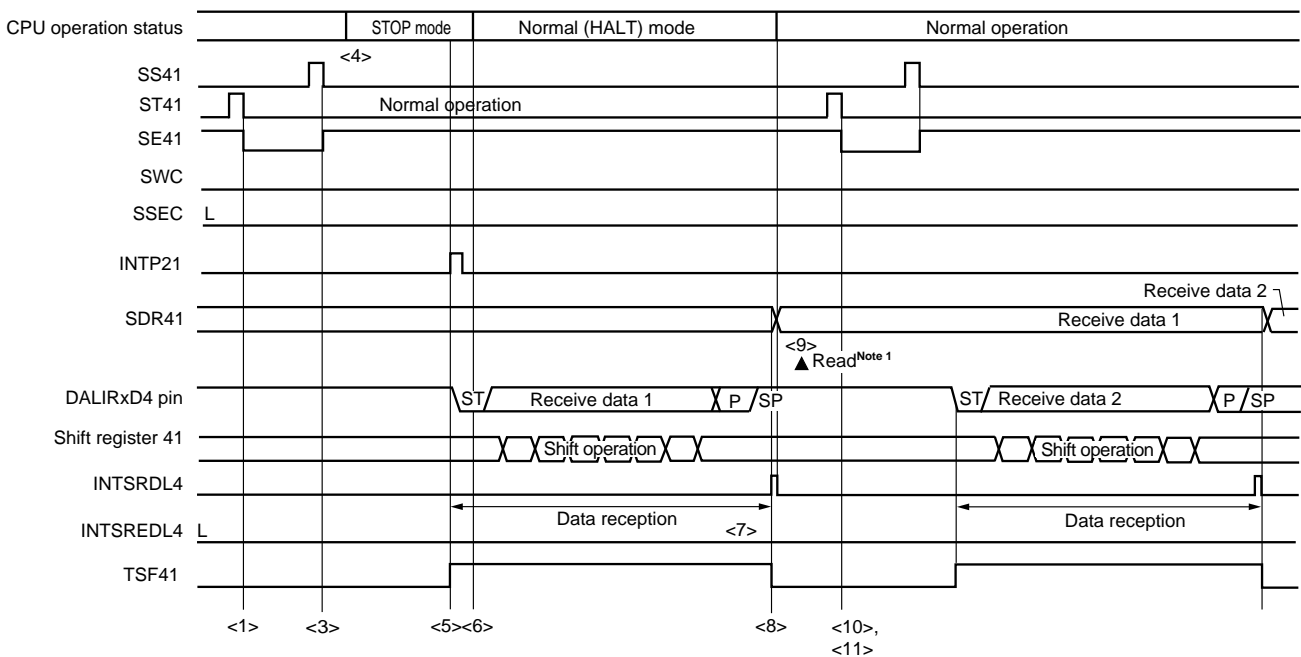 CPU operation status
STOP mode
Normal (HALT) mode
Normal operation
<4>
SS41
ST41
Normal operation
SE41
SWC
SSEC L
INTP21
Receive data 2
SDR41
Receive data 1
<9>
▲ReadNote 1
DALIRxD4 pin
ST Receive data 1 P SP
ST Receive data 2 P SP
Shift register 41
Shift operation
Shift operation
INTSRDL4
Data reception
Data reception
<7>
INTSREDL4 L
TSF41
<1> <3> <5><6> <8> <10>,
<11>